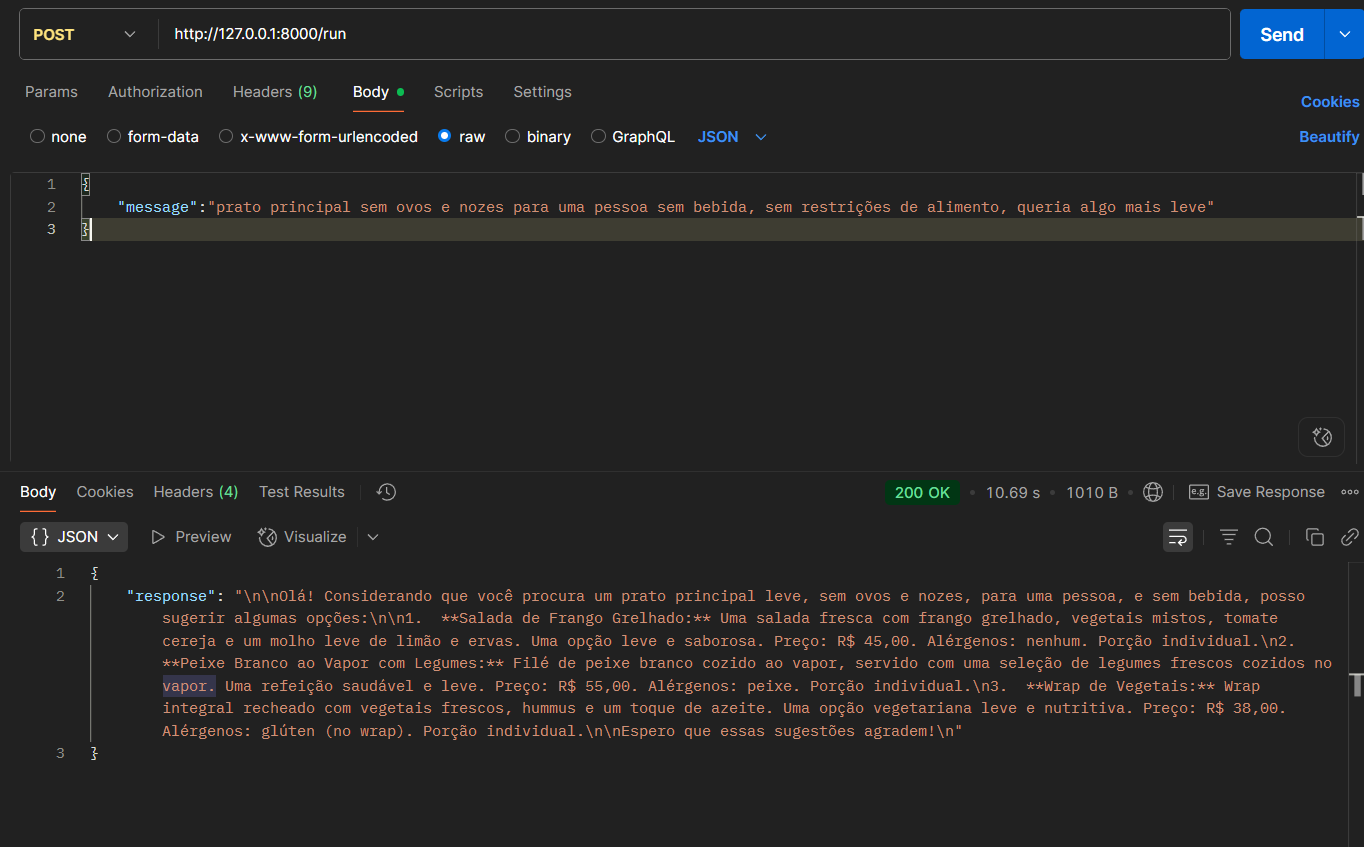 POST http://127.0.0.1:8000/run Send
Params Authorization Headers (9) Body Scripts Settings Cookies
none form-data x-www-form-urlencoded raw binary GraphQL JSON Beautify
1 {
2 "message":"prato principal sem ovos e nozes para uma pessoa sem bebida, sem restrições de alimento, queria algo mais leve"
3 }
Body Cookies Headers (4) Test Results 200 OK • 10.69 s • 1010 B • e.g. Save Response
{} JSON Preview Visualize
1 {
2 "response": "\n\nOlá! Considerando que você procura um prato principal leve, sem ovos e nozes, para uma pessoa, e sem bebida, posso
sugerir algumas opções:\n\n1.  **Salada de Frango Grelhado:** Uma salada fresca com frango grelhado, vegetais mistos, tomate
cereja e um molho leve de limão e ervas. Uma opção leve e saborosa. Preço: R$ 45,00. Alérgenos: nenhum. Porção individual.\n2.
**Peixe Branco ao Vapor com Legumes:** Filé de peixe branco cozido ao vapor, servido com uma seleção de legumes frescos cozidos no
vapor. Uma refeição saudável e leve. Preço: R$ 55,00. Alérgenos: peixe. Porção individual.\n3.  **Wrap de Vegetais:** Wrap
integral recheado com vegetais frescos, hummus e um toque de azeite. Uma opção vegetariana leve e nutritiva. Preço: R$ 38,00.
Alérgenos: glúten (no wrap). Porção individual.\n\nEspero que essas sugestões agradem!\n"
3 }